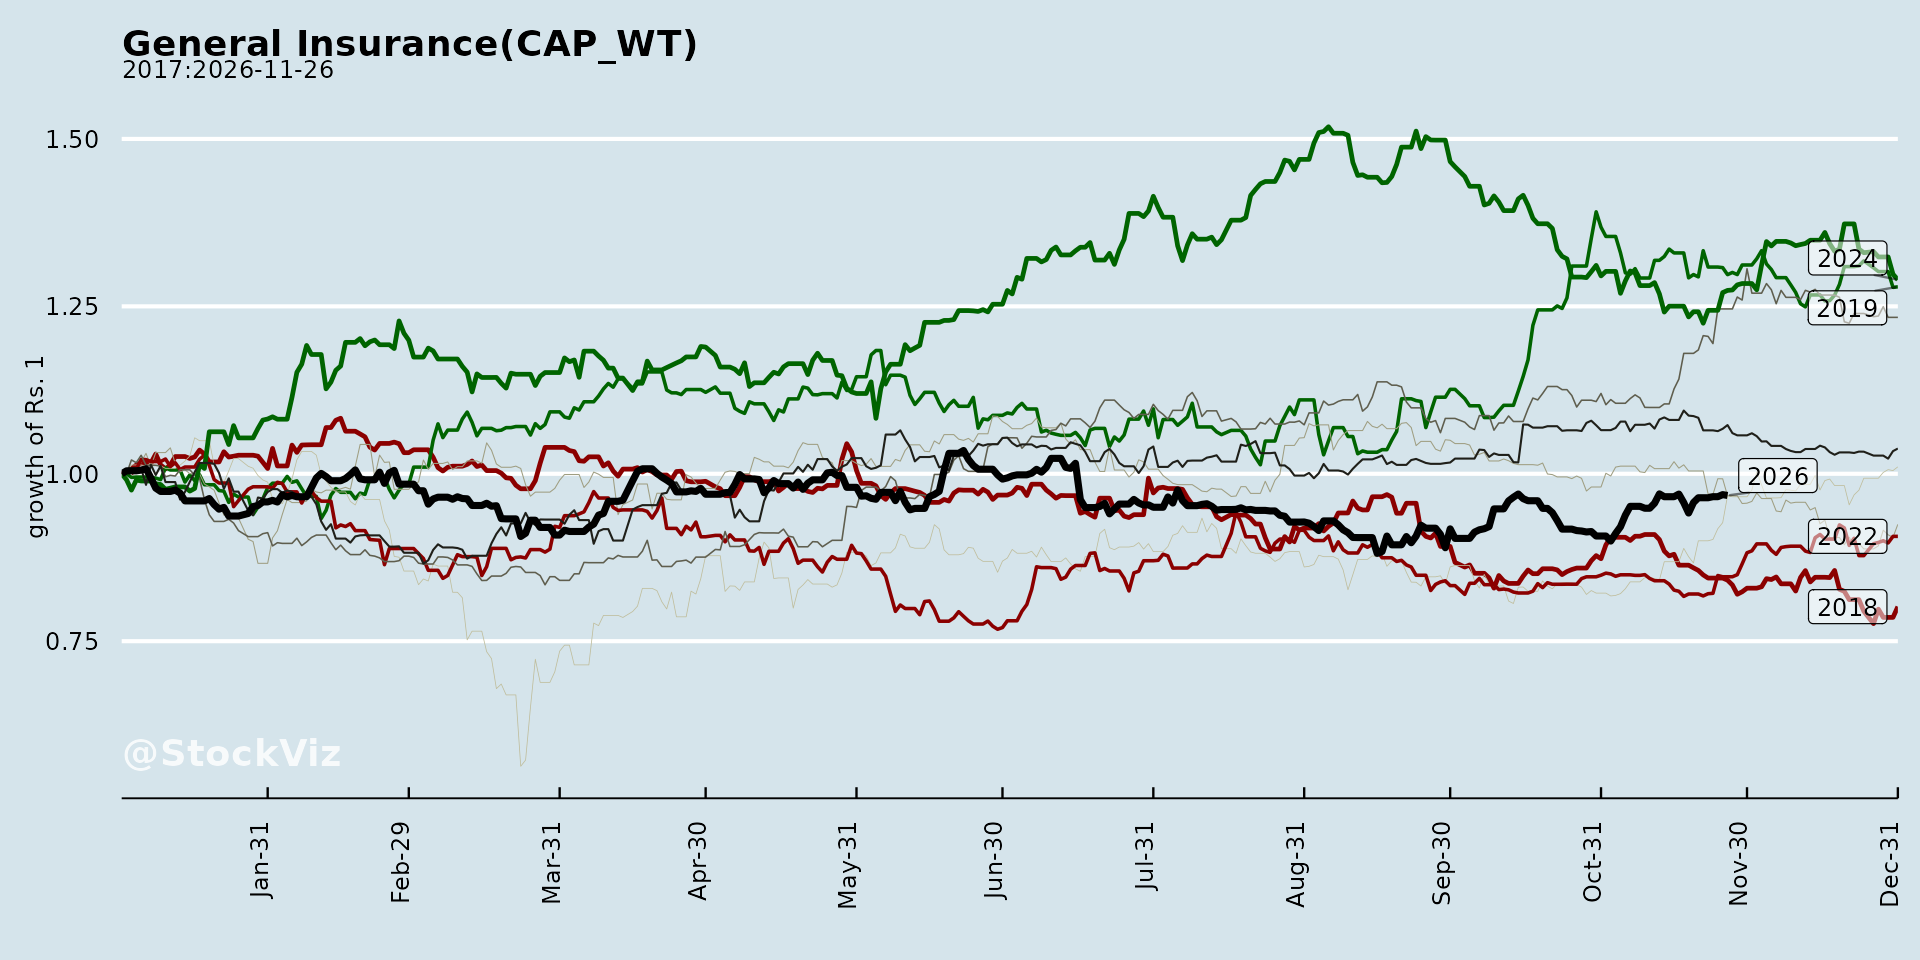 General Insurance(CAP_WT)
2017:2026-11-26
growth of Rs. 1
1.50
1.25
1.00
0.75
2024
2019
2026
2022
2018
@StockViz
Jan-31
Feb-29
Mar-31
Apr-30
May-31
Jun-30
Jul-31
Aug-31
Sep-30
Oct-31
Nov-30
Dec-31